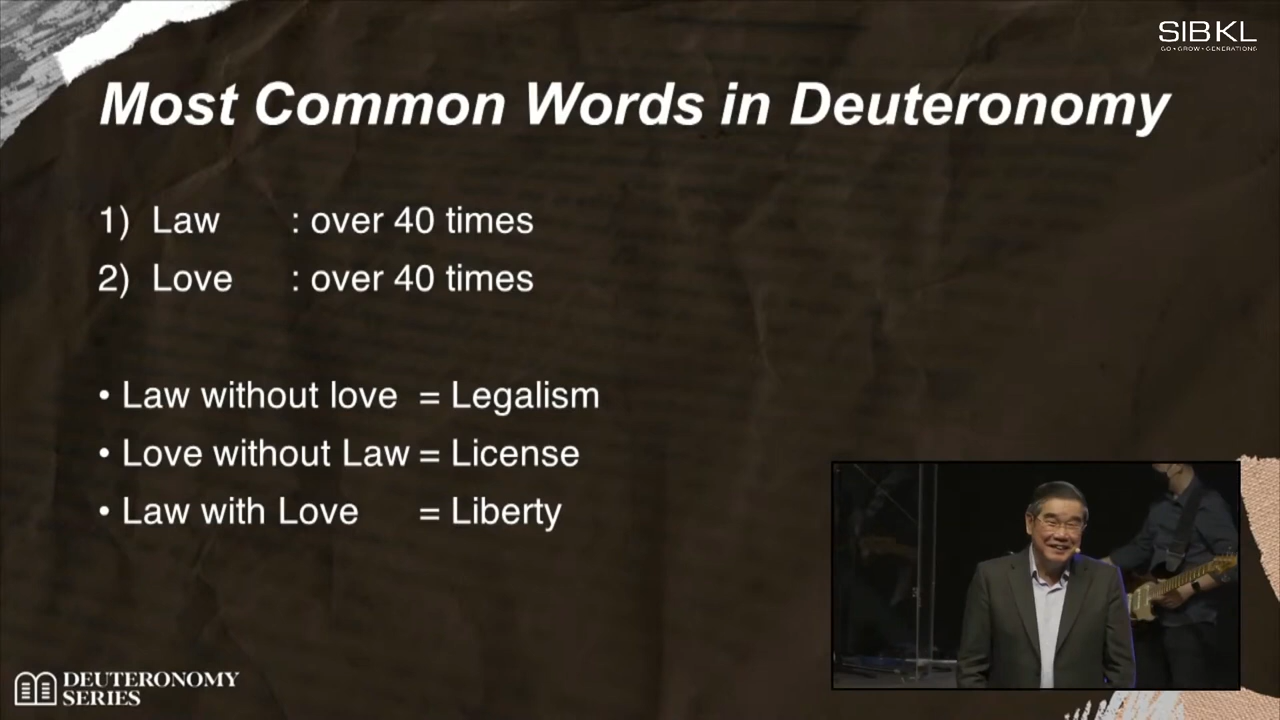 SIBKL
GO • GROW • GENERATIONS
Most Common Words in Deuteronomy
1) Law : over 40 times
2) Love : over 40 times
• Law without love = Legalism
• Love without Law = License
• Law with Love = Liberty
DEUTERONOMY
SERIES